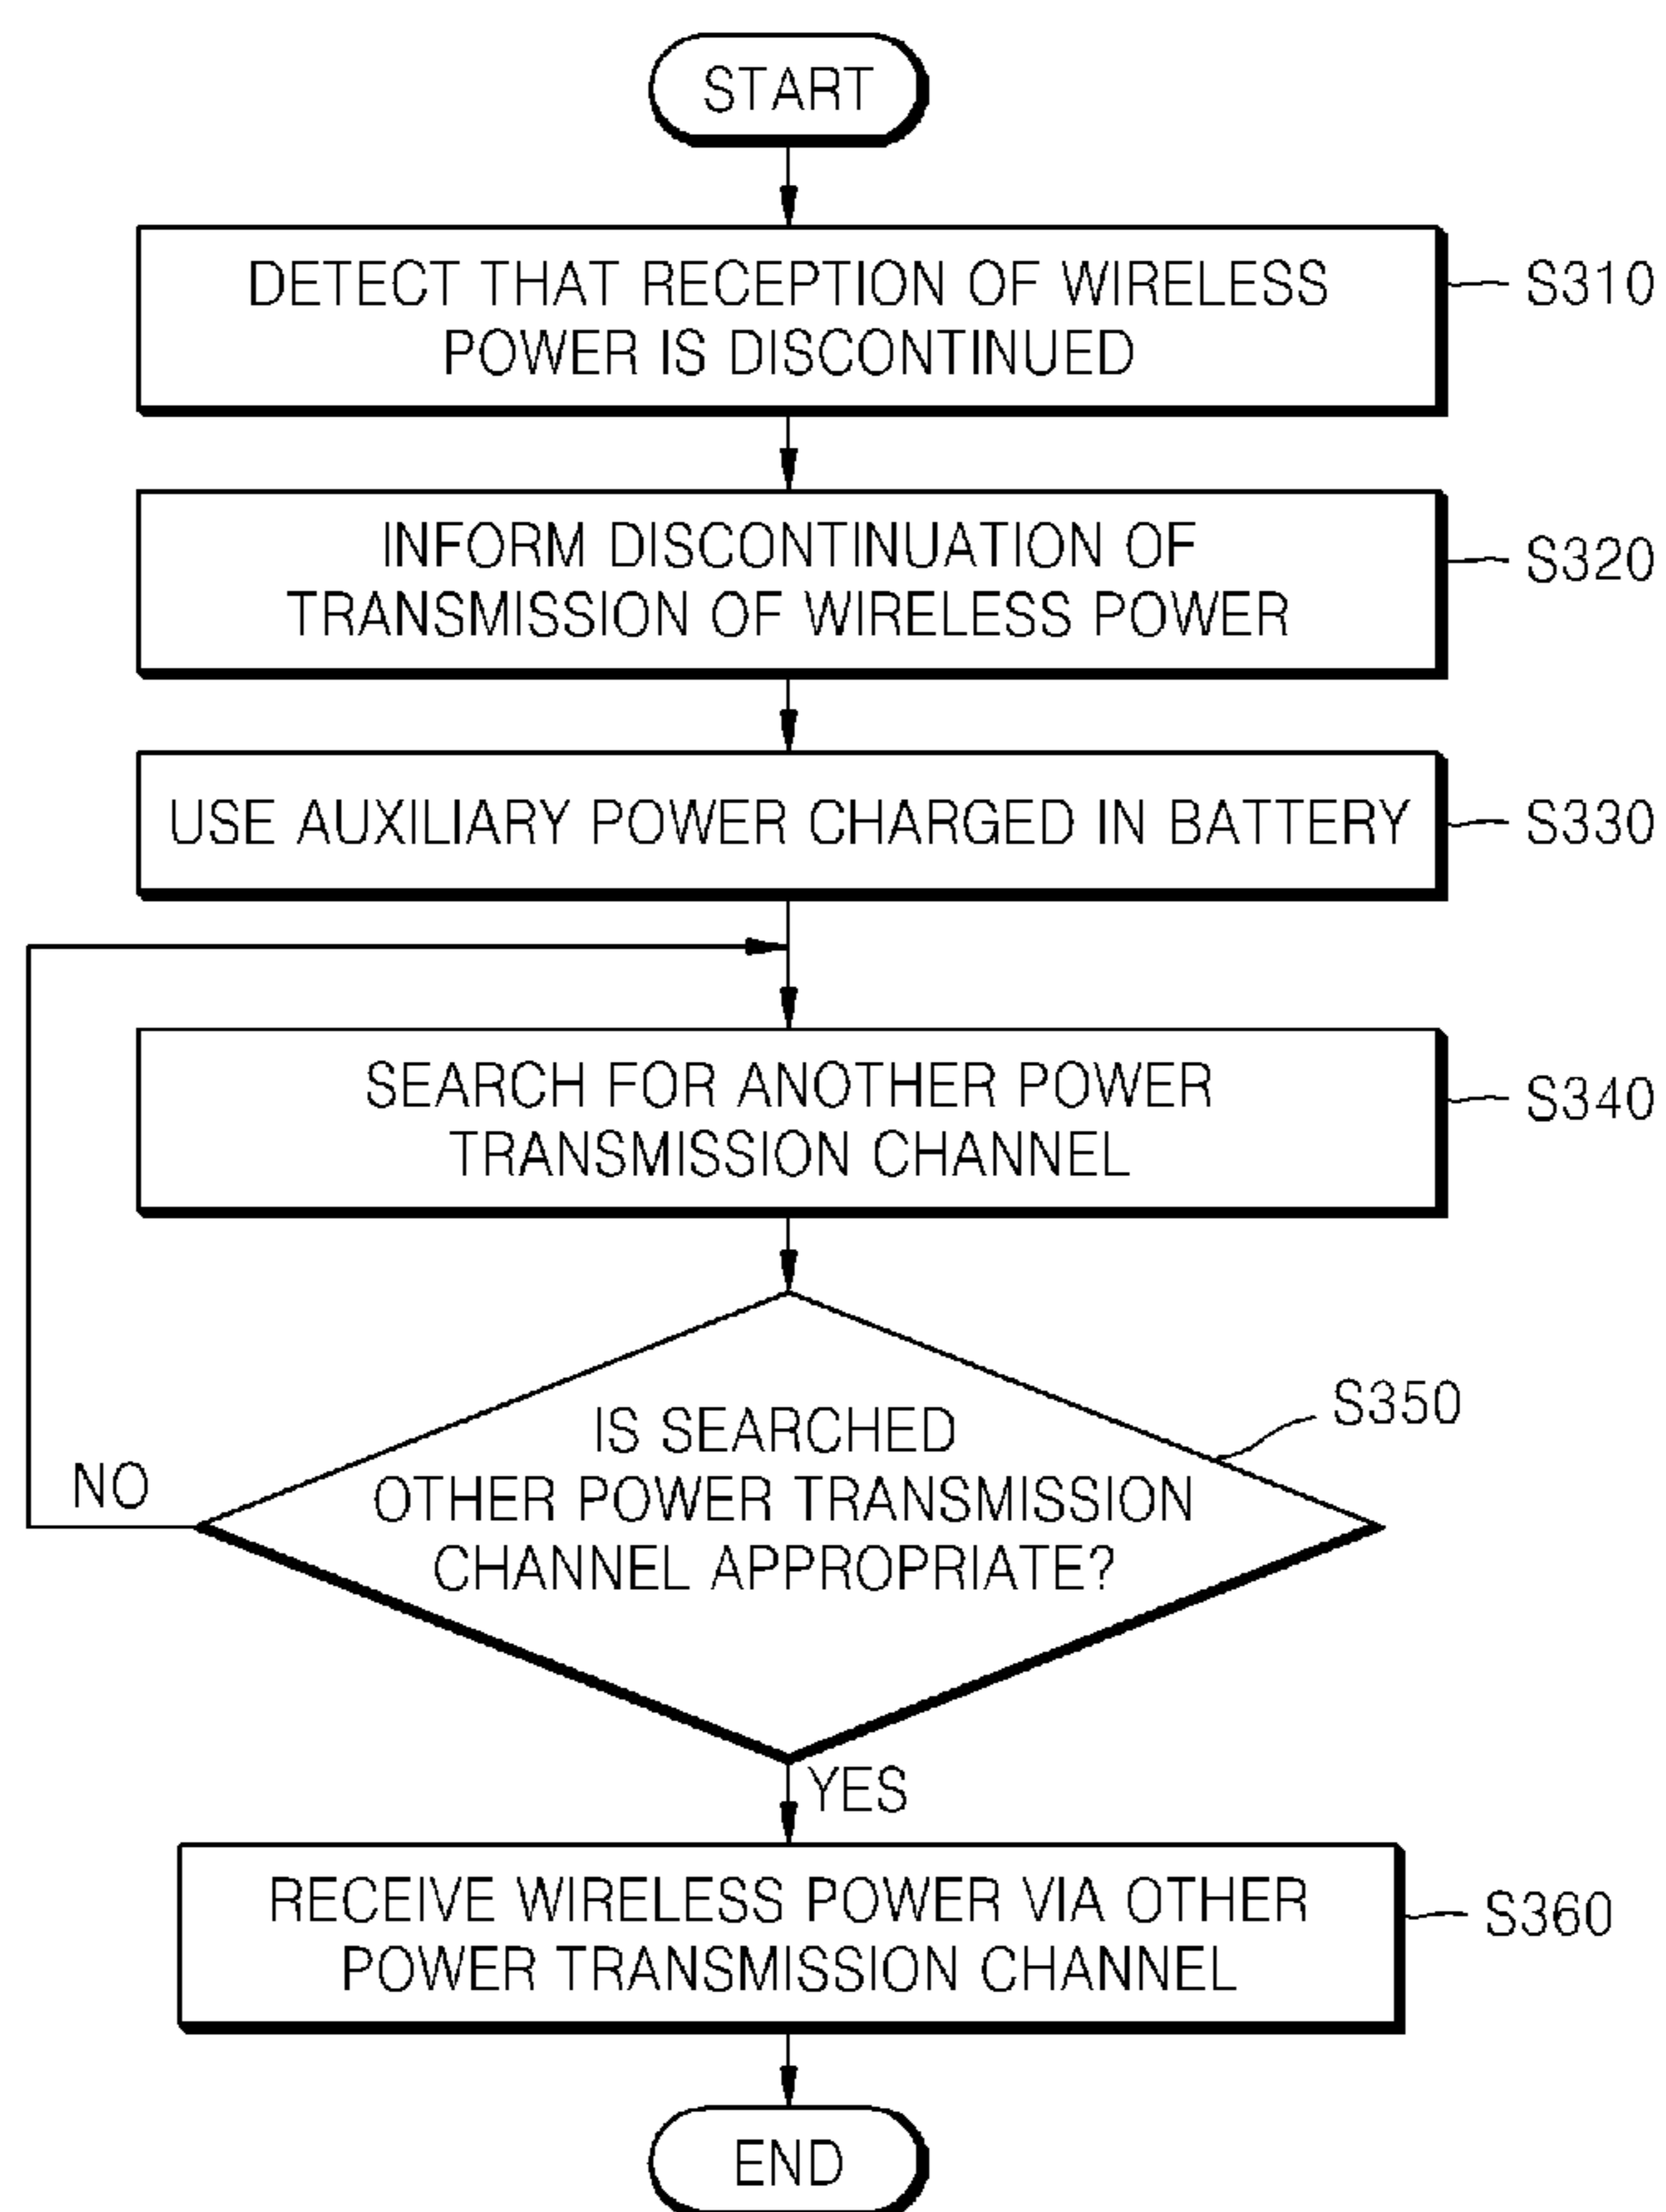 START
DETECT THAT RECEPTION OF WIRELESS
POWER IS DISCONTINUED
S310
INFORM DISCONTINUATION OF
TRANSMISSION OF WIRELESS POWER
S320
USE AUXILIARY POWER CHARGED IN BATTERY
S330
SEARCH FOR ANOTHER POWER
TRANSMISSION CHANNEL
S340
IS SEARCHED
OTHER POWER TRANSMISSION
CHANNEL APPROPRIATE?
S350
NO
YES
RECEIVE WIRELESS POWER VIA OTHER
POWER TRANSMISSION CHANNEL
S360
END